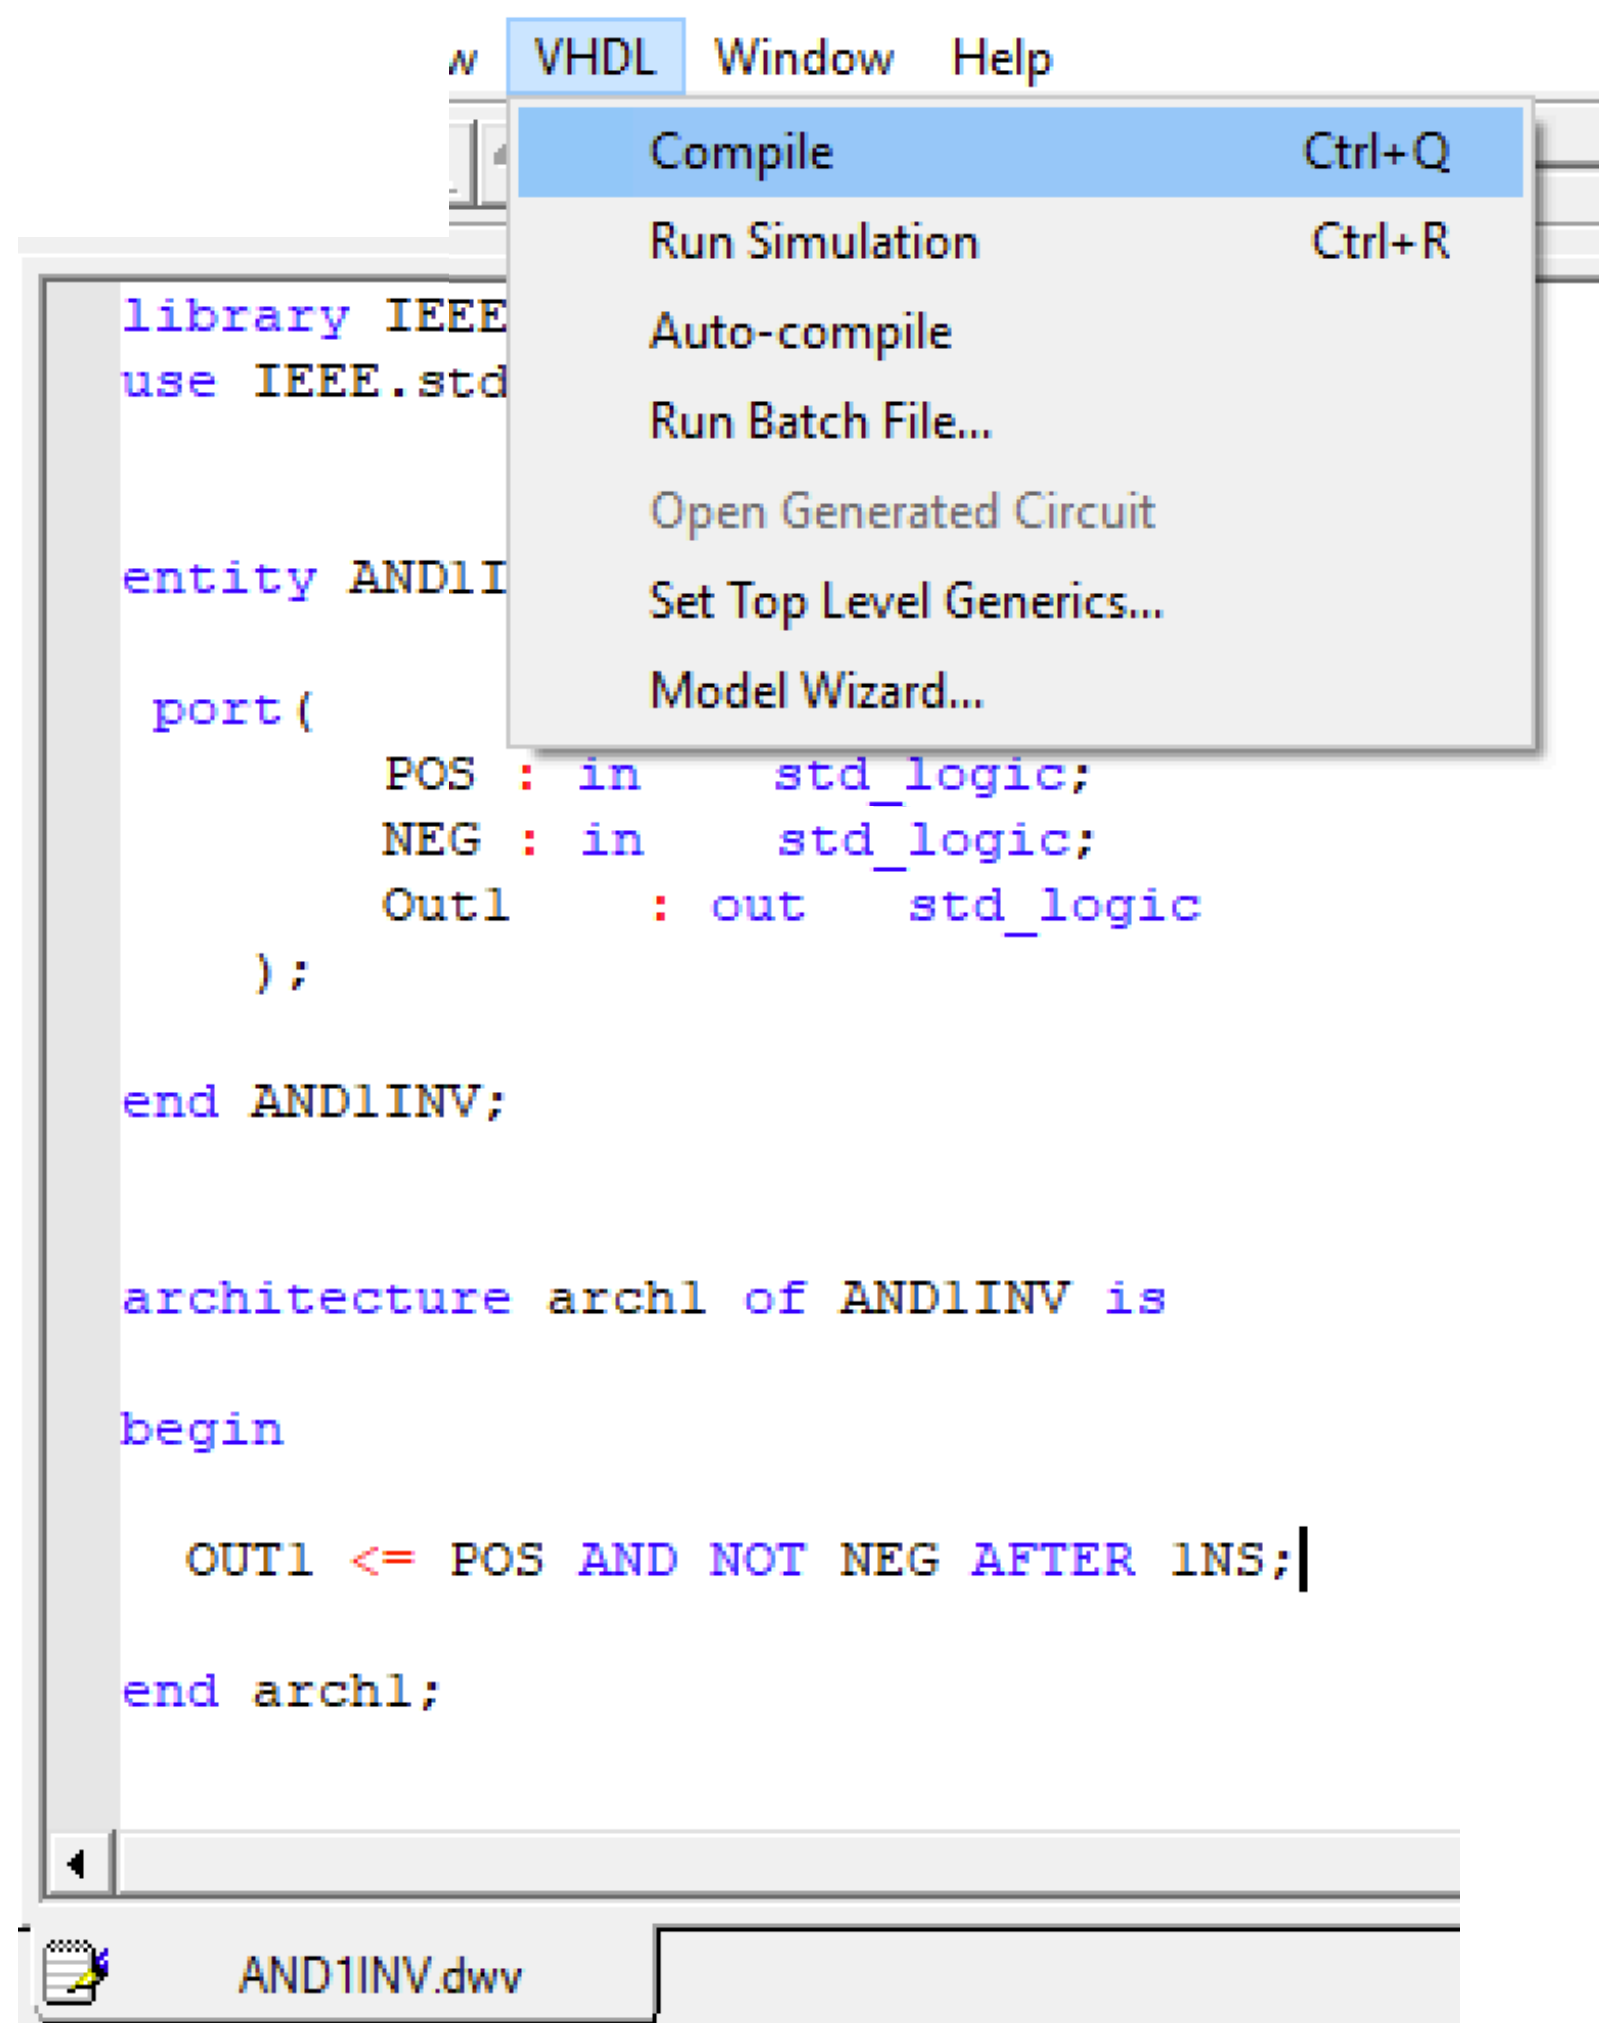 w VHDL Window Help
Compile Ctrl+Q
Run Simulation Ctrl+R
Auto-compile
Run Batch File...
Open Generated Circuit
Set Top Level Generics...
Model Wizard...
library IEEE
use IEEE.std
entity AND1I
port(
POS : in std_logic;
NEG : in std_logic;
Out1 : out std_logic
);
end AND1INV;
architecture arch1 of AND1INV is
begin
OUT1 <= POS AND NOT NEG AFTER 1NS;
end arch1;
AND1INV.dwv